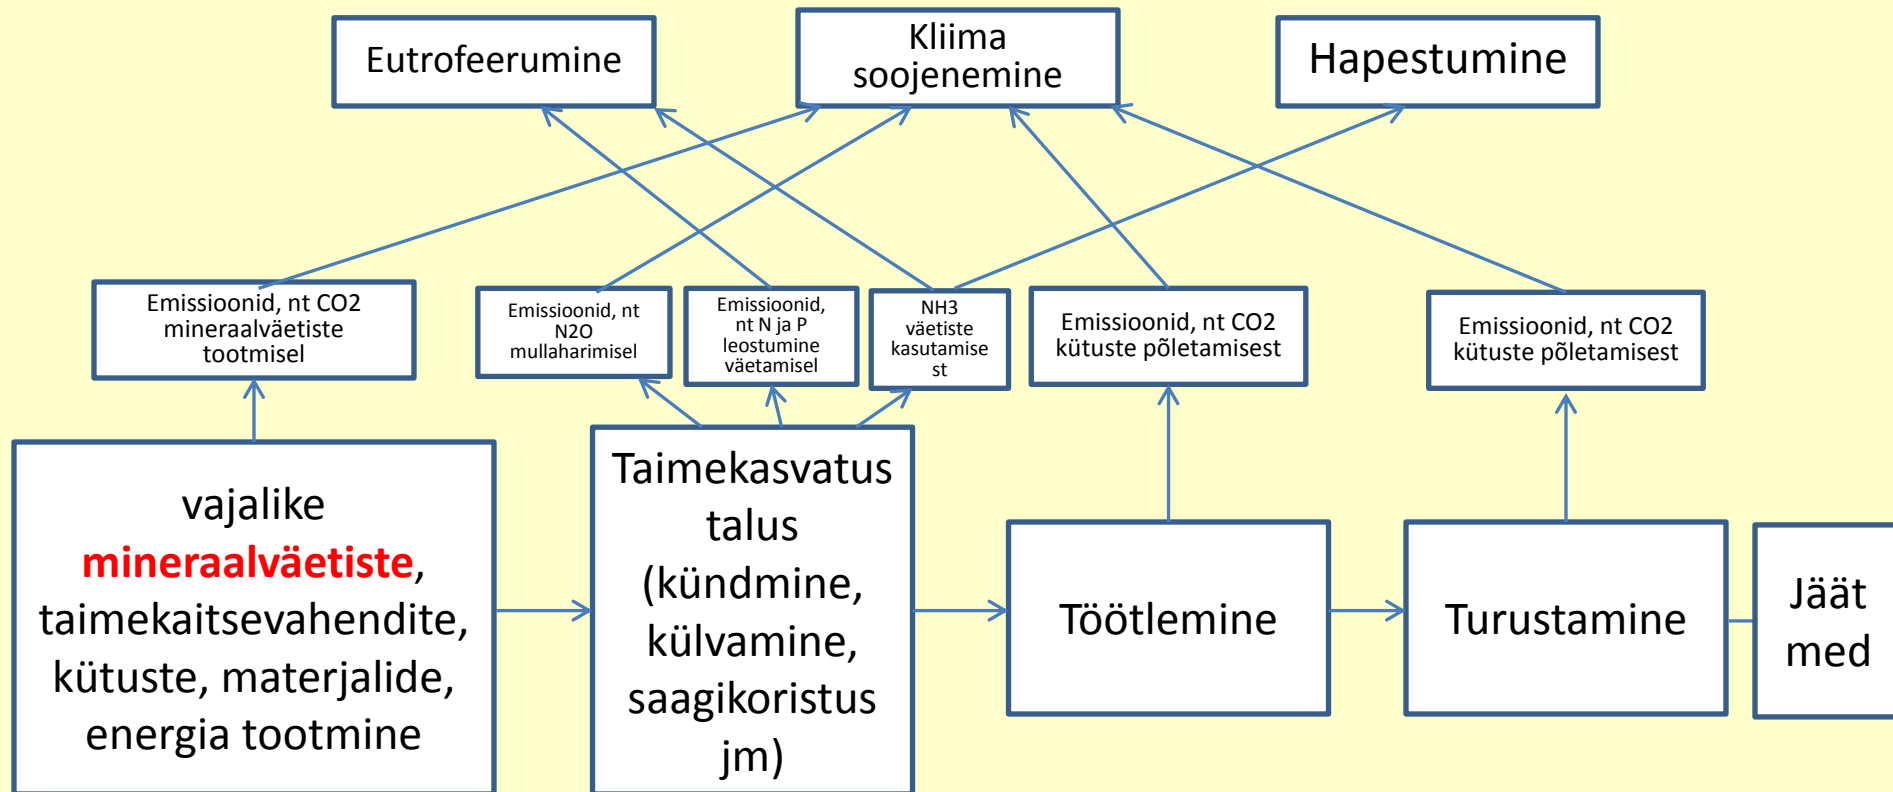 Eutrofeerumine
Kliima
soojenemine
Hapestumine
Emissioonid, nt CO2
mineraalväetiste
tootmisel
Emissioonid, nt
N2O
mullaharimisel
Emissioonid,
nt N ja P
leostumine
väetamisel
NH3
väetiste
kasutamise
st
Emissioonid, nt CO2
kütuste põletamisest
Emissioonid, nt CO2
kütuste põletamisest
vajalike
mineraalväetiste,
taimekaitsevahendite,
kütuste, materjalide,
energia tootmine
Taimekasvatus
talus
(kündmine,
külvamine,
saagikoristus
jm)
Töötlemine
Turustamine
Jäät
med